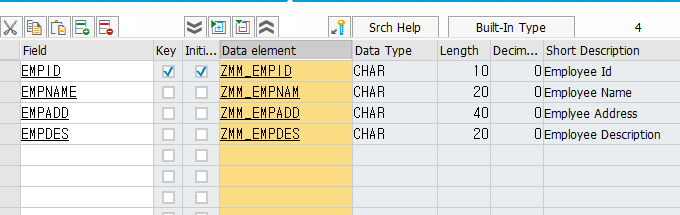 Srch Help Built-In Type 4
Field Key Initi... Data element Data Type Length Decim... Short Description
EMPID ZMM_EMPID CHAR 10 0 Employee Id
EMPNAME ZMM_EMPNAM CHAR 20 0 Employee Name
EMPADD ZMM_EMPADD CHAR 40 0 Empyee Address
EMPDES ZMM_EMPDES CHAR 20 0 Emplyee Description